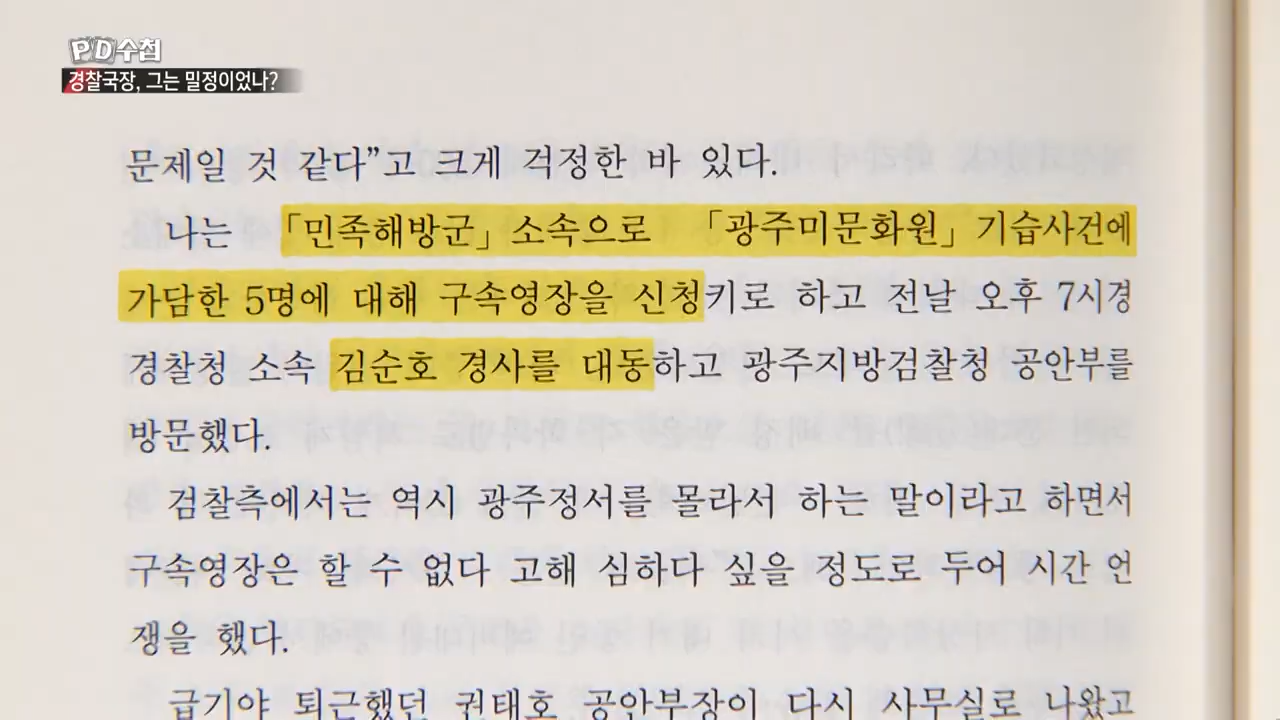 PD수첩
경찰국장, 그는 밀정이었나?
문제일 것 같다”고 크게 걱정한 바 있다.
나는 「민족해방군」 소속으로 「광주미문화원」 기습사건에
가담한 5명에 대해 구속영장을 신청키로 하고 전날 오후 7시경
경찰청 소속 김순호 경사를 대동하고 광주지방검찰청 공안부를
방문했다.
검찰측에서는 역시 광주정서를 몰라서 하는 말이라고 하면서
구속영장은 할 수 없다 고해 심하다 싶을 정도로 두어 시간 언
쟁을 했다.
급기야 퇴근했던 권태호 공안부장이 다시 사무실로 나왔고